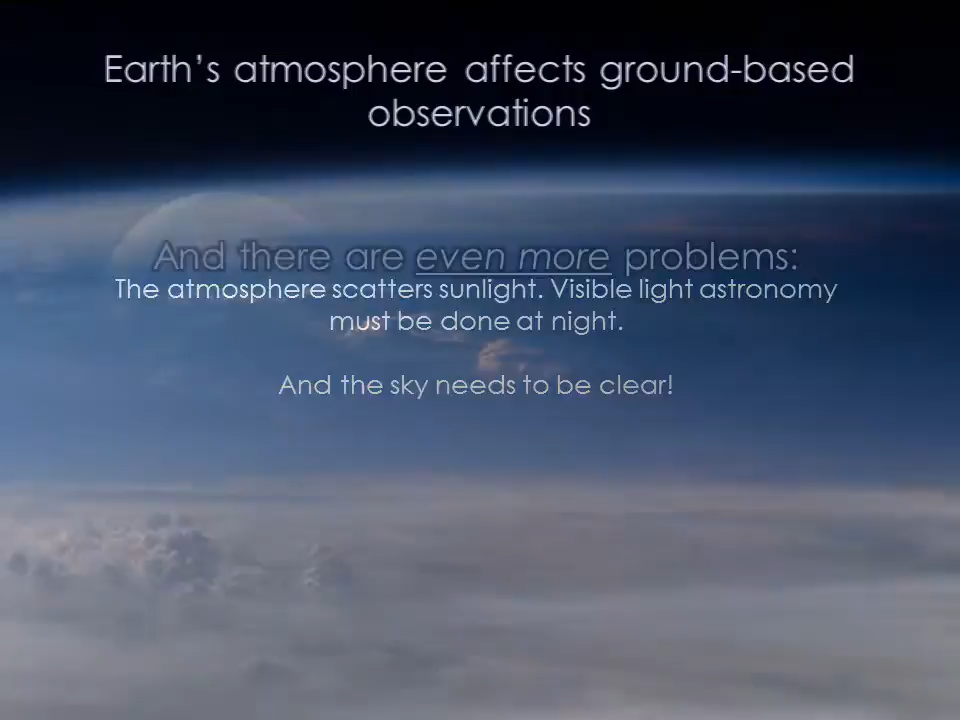 Earth’s atmosphere affects ground-based
observations
And there are even more problems:
The atmosphere scatters sunlight. Visible light astronomy
must be done at night.
And the sky needs to be clear!